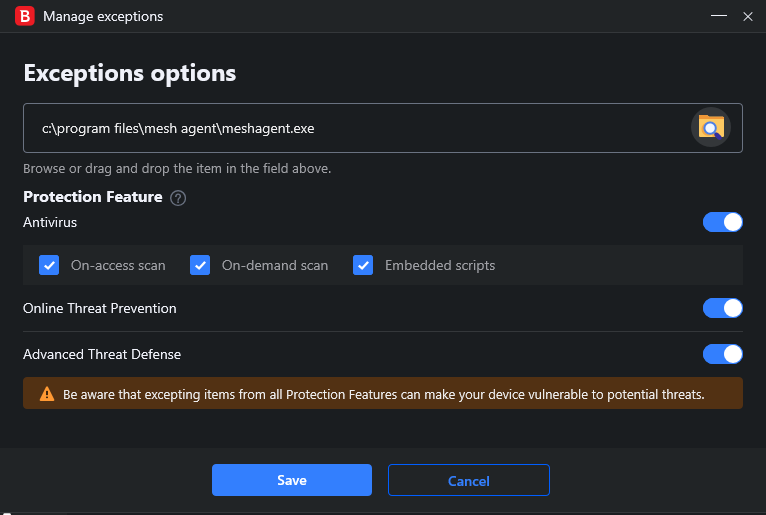 B Manage exceptions
Exceptions options
c:\program files\mesh agent\meshagent.exe
Browse or drag and drop the item in the field above.
Protection Feature ?
Antivirus
On-access scan On-demand scan Embedded scripts
Online Threat Prevention
Advanced Threat Defense
Be aware that excepting items from all Protection Features can make your device vulnerable to potential threats.
Save Cancel